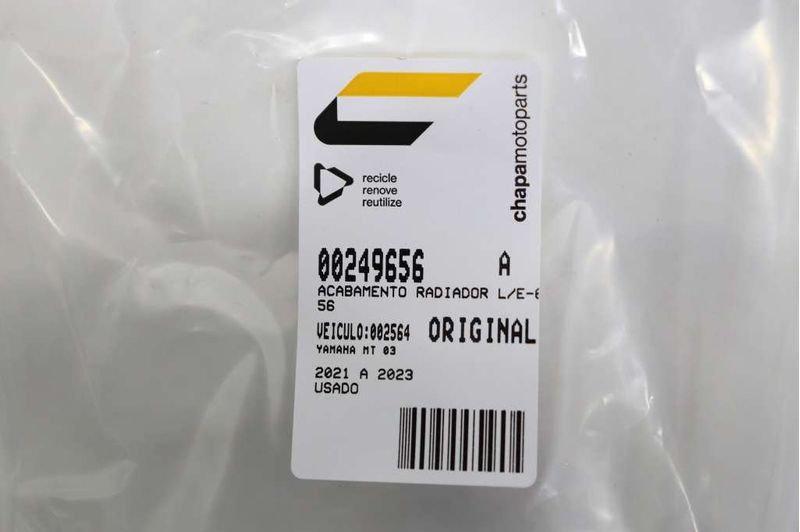 chapamotoparts
recicle
renove
reutilize
00249656 A
ACABAMENTO RADIADOR L/E-
56
VEICULO:002564 ORIGINAL
YAMAHA MT 03
2021 A 2023
USADO